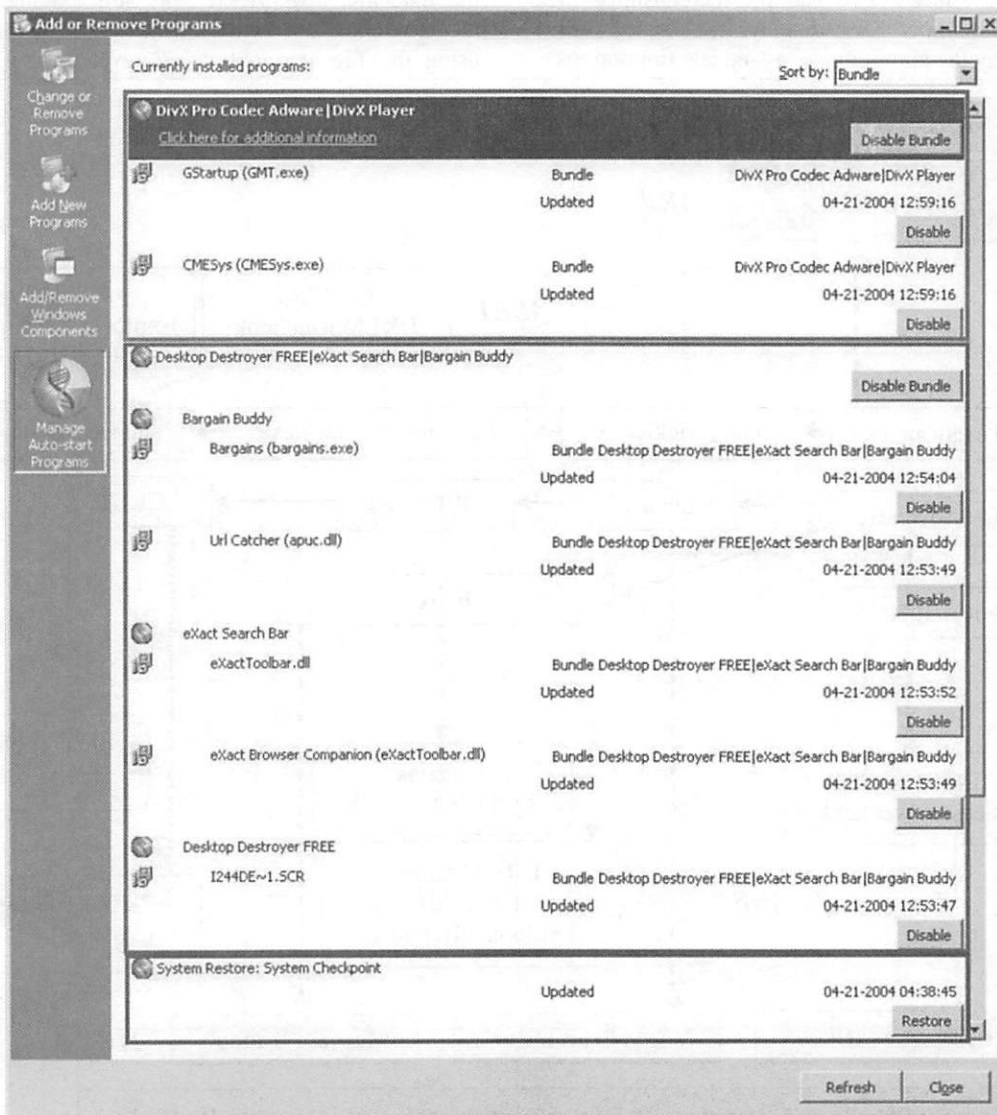 Add or Remove Programs
Change or Remove Programs
Add New Programs
Add/Remove Windows Components
Manage Auto-start Programs
Currently installed programs:
Sort by: Bundle
DivX Pro Codec Adware|DivX Player
Click here for additional information
Disable Bundle
GStartup (GMT.exe) Bundle DivX Pro Codec Adware|DivX Player
Updated 04-21-2004 12:59:16
Disable
CMESys (CMESys.exe) Bundle DivX Pro Codec Adware|DivX Player
Updated 04-21-2004 12:59:16
Disable
Desktop Destroyer FREE|eXact Search Bar|Bargain Buddy
Disable Bundle
Bargain Buddy
Bargains (bargains.exe) Bundle Desktop Destroyer FREE|eXact Search Bar|Bargain Buddy
Updated 04-21-2004 12:54:04
Disable
Url Catcher (apuc.dll) Bundle Desktop Destroyer FREE|eXact Search Bar|Bargain Buddy
Updated 04-21-2004 12:53:49
Disable
eXact Search Bar
eXactToolbar.dll Bundle Desktop Destroyer FREE|eXact Search Bar|Bargain Buddy
Updated 04-21-2004 12:53:52
Disable
eXact Browser Companion (eXactToolbar.dll) Bundle Desktop Destroyer FREE|eXact Search Bar|Bargain Buddy
Updated 04-21-2004 12:53:49
Disable
Desktop Destroyer FREE
I244DE~1.SCR Bundle Desktop Destroyer FREE|eXact Search Bar|Bargain Buddy
Updated 04-21-2004 12:53:47
Disable
System Restore: System Checkpoint
Updated 04-21-2004 04:38:45
Restore
Refresh
Close